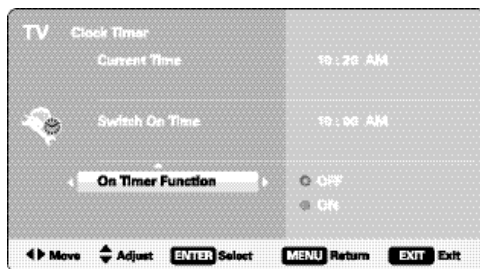 TV Clock Timer
Current Time 10 : 20 AM
Switch On Time 10 : 00 AM
On Timer Function OFF
ON
Move Adjust ENTER Select MENU Return EXIT Exit